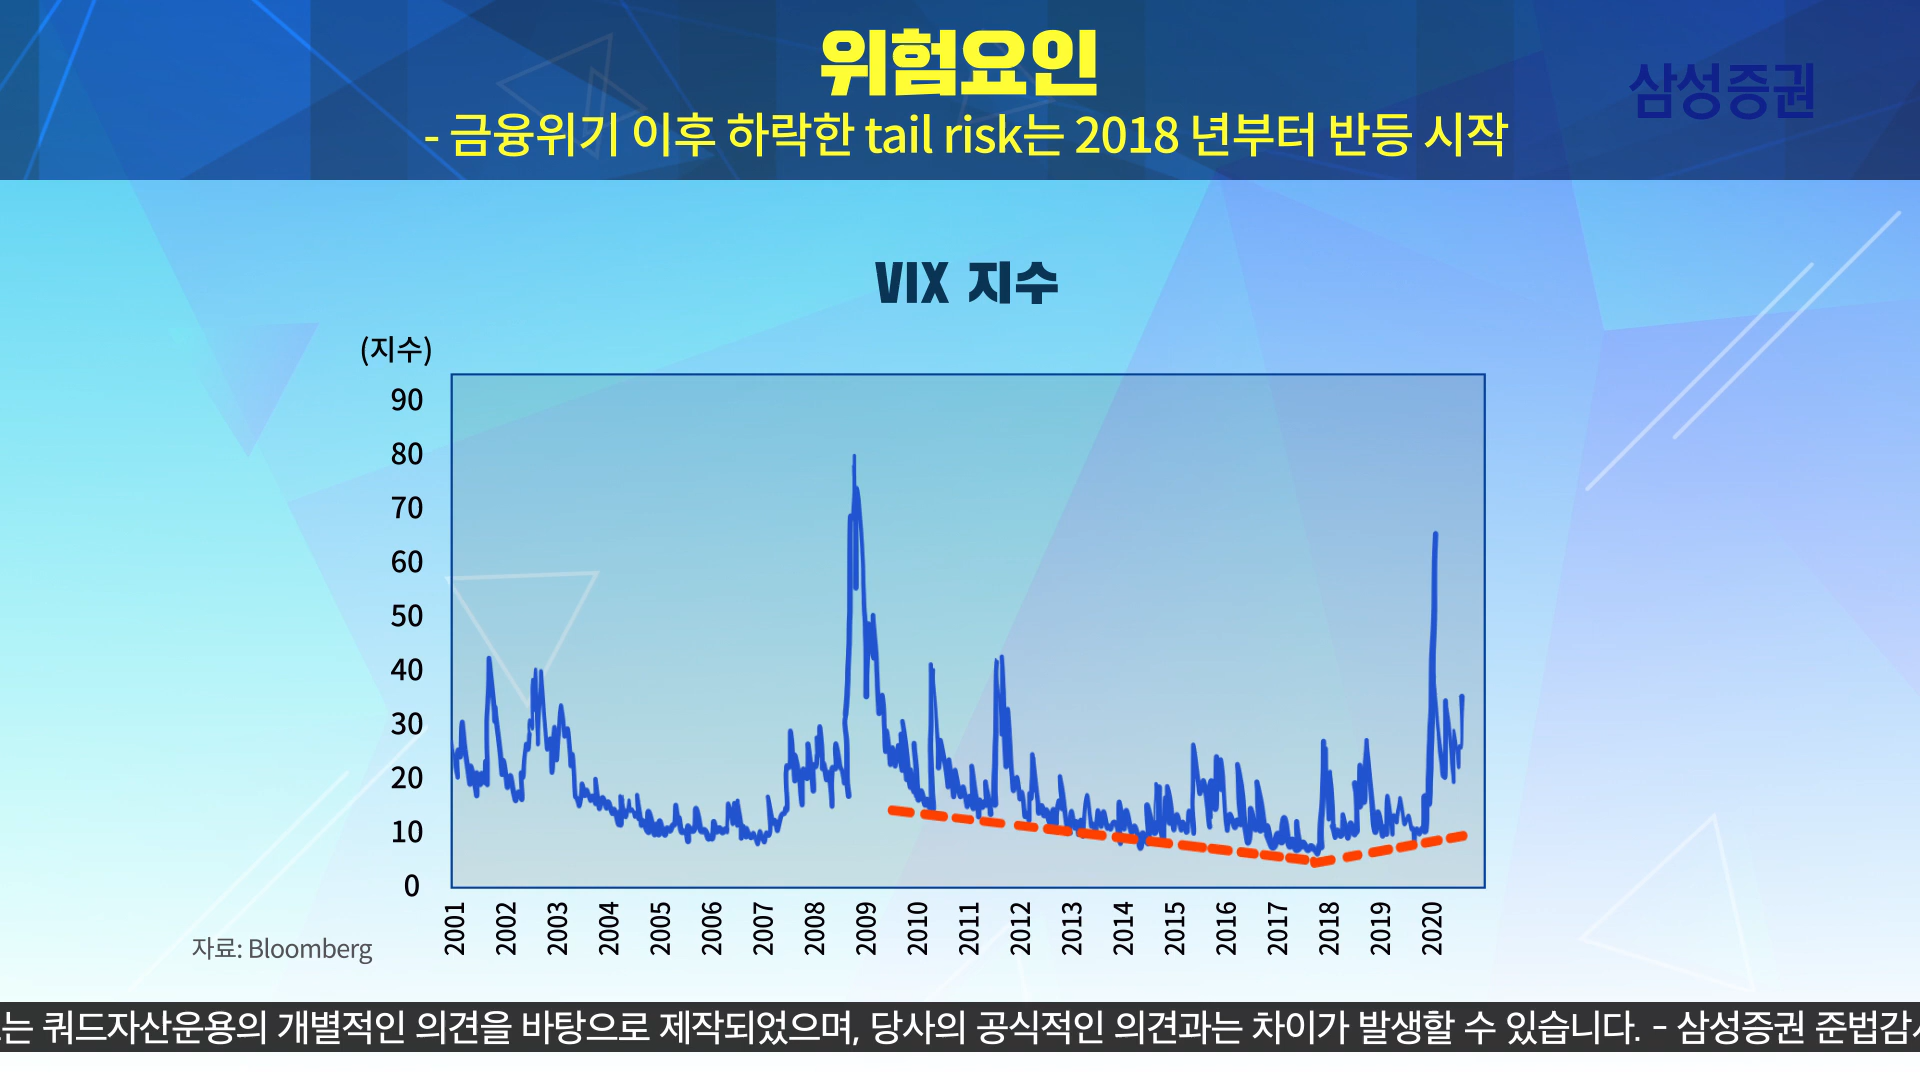 위험요인
삼성증권
- 금융위기 이후 하락한 tail risk는 2018 년부터 반등 시작
VIX 지수
(지수)
90
80
70
60
50
40
30
20
10
0
2001 2002 2003 2004 2005 2006 2007 2008 2009 2010 2011 2012 2013 2014 2015 2016 2017 2018 2019 2020
자료: Bloomberg
는 쿼드자산운용의 개별적인 의견을 바탕으로 제작되었으며, 당사의 공식적인 의견과는 차이가 발생할 수 있습니다. - 삼성증권 준법감